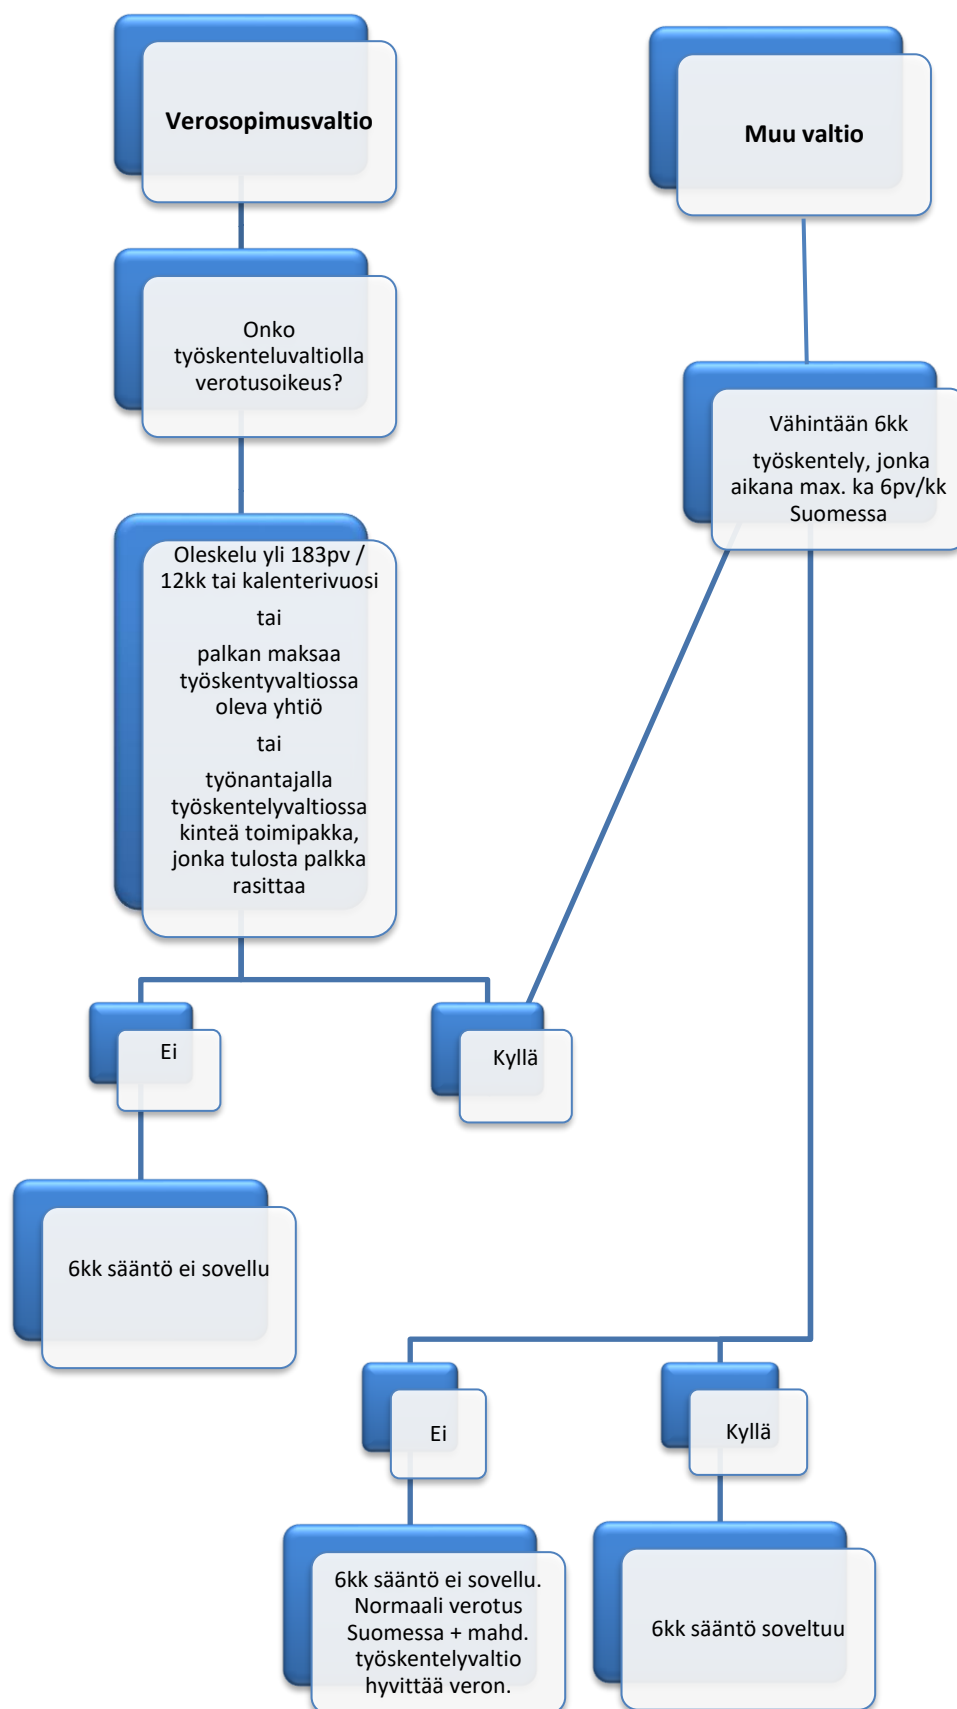 Verosopimusvaltio
Muu valtio
Onko
työskenteluvaltiolla
verotusoikeus?
Vähintään 6kk
työskentely, jonka
aikana max. ka 6pv/kk
Suomessa
Oleskelu yli 183pv /
12kk tai kalenterivuosi
tai
palkan maksaa
työskentyvaltiossa
oleva yhtiö
tai
työnantajalla
työskentelyvaltiossa
kinteä toimipakka,
jonka tulosta palkka
rasittaa
Ei
Kyllä
6kk sääntö ei sovellu
Ei
Kyllä
6kk sääntö ei sovellu.
Normaali verotus
Suomessa + mahd.
työskentelyvaltio
hyvittää veron.
6kk sääntö soveltuu